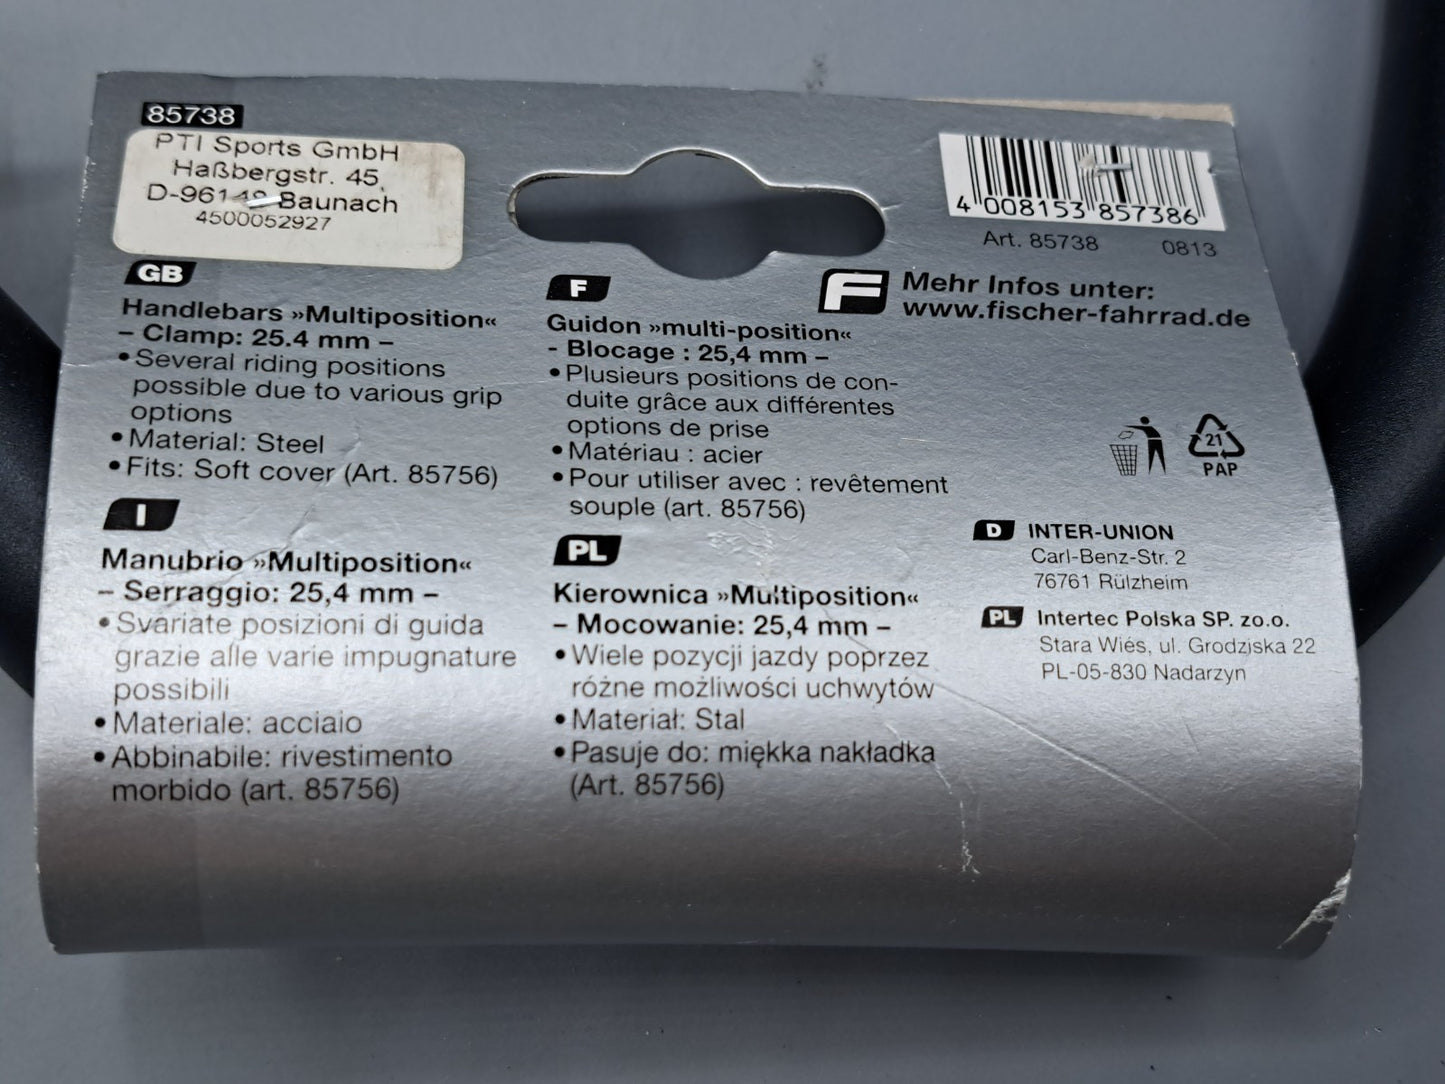 85738
PTI Sports GmbH
Haßbergstr. 45,
D-96148 Baunach
4500052927
4 008153 857386
Art. 85738 0813
F Mehr Infos unter:
www.fischer-fahrrad.de
GB
Handlebars »Multiposition«
– Clamp: 25.4 mm –
• Several riding positions
possible due to various grip
options
• Material: Steel
• Fits: Soft cover (Art. 85756)
F
Guidon »multi-position«
- Blocage : 25,4 mm –
• Plusieurs positions de con-
duite grâce aux différentes
options de prise
• Matériau : acier
• Pour utiliser avec : revêtement
souple (art. 85756)
I
Manubrio »Multiposition«
– Serraggio: 25,4 mm –
• Svariate posizioni di guida
grazie alle varie impugnature
possibili
• Materiale: acciaio
• Abbinabile: rivestimento
morbido (art. 85756)
PL
Kierownica »Multiposition«
– Mocowanie: 25,4 mm –
• Wiele pozycji jazdy poprzez
różne możliwości uchwytów
• Materiał: Stal
• Pasuje do: miękka nakładka
(Art. 85756)
21
PAP
D INTER-UNION
Carl-Benz-Str. 2
76761 Rülzheim
PL Intertec Polska SP. zo.o.
Stara Wiés, ul. Grodziska 22
PL-05-830 Nadarzyn